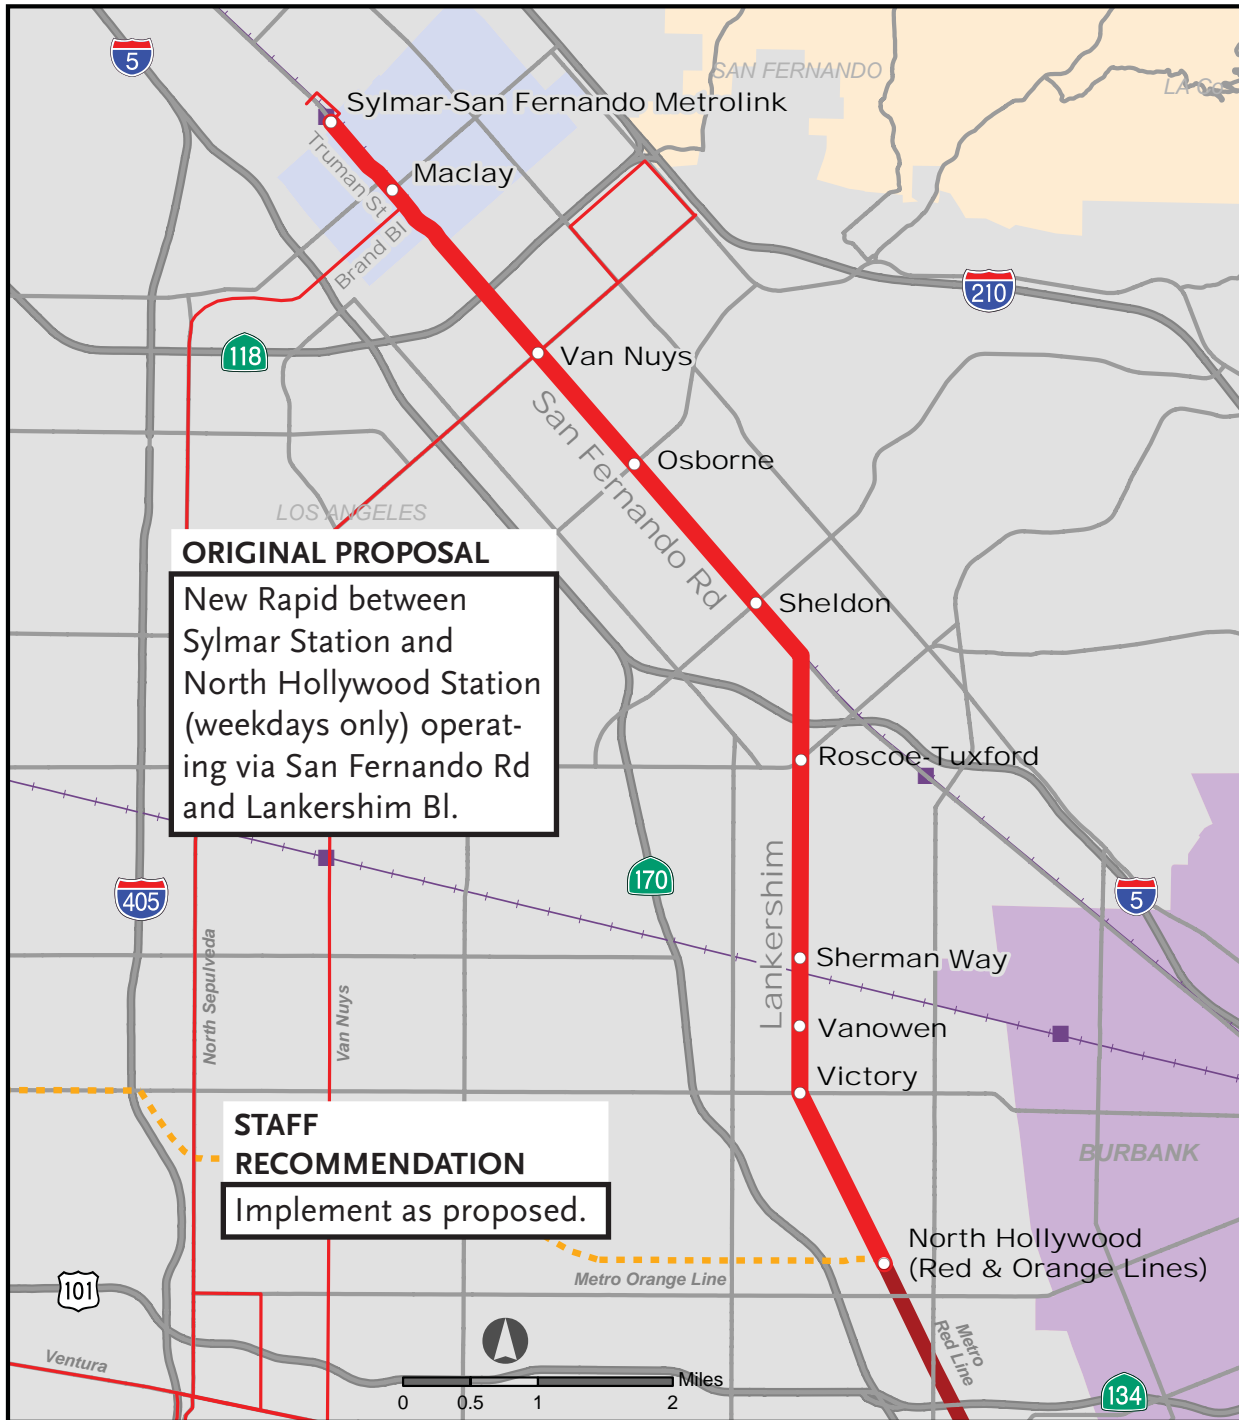 5
SAN FERNANDO
LA Co
Sylmar-San Fernando Metrolink
Truman St
Maclay
Brand Bl
210
118
Van Nuys
San Fernando Rd
Osborne
LOS ANGELES
ORIGINAL PROPOSAL
New Rapid between
Sylmar Station and
North Hollywood Station
(weekdays only) operat-
ing via San Fernando Rd
and Lankershim Bl.
Sheldon
Roscoe-Tuxford
Lankershim
170
405
5
North Sepulveda
Van Nuys
Sherman Way
Vanowen
Victory
STAFF
RECOMMENDATION
Implement as proposed.
BURBANK
North Hollywood
(Red & Orange Lines)
Metro Orange Line
101
Metro
Red Line
Ventura
Miles
0 0.5 1 2
134